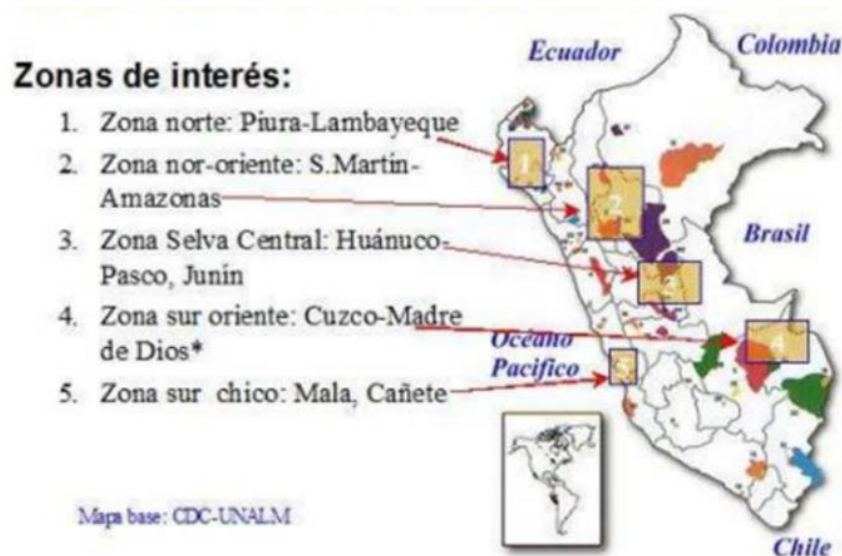 Ecuador
Colombia
Zonas de interés:
1. Zona norte: Piura-Lambayeque
2. Zona nor-oriente: S.Martin-
Amazonas
3. Zona Selva Central: Huánuco-
Pasco, Junín
4. Zona sur oriente: Cuzco-Madre
de Dios*
5. Zona sur chico: Mala, Cañete
1
2
Brasil
3
4
Océano
Pacifico
5
Mapa base: CDC-UNALM
Chile